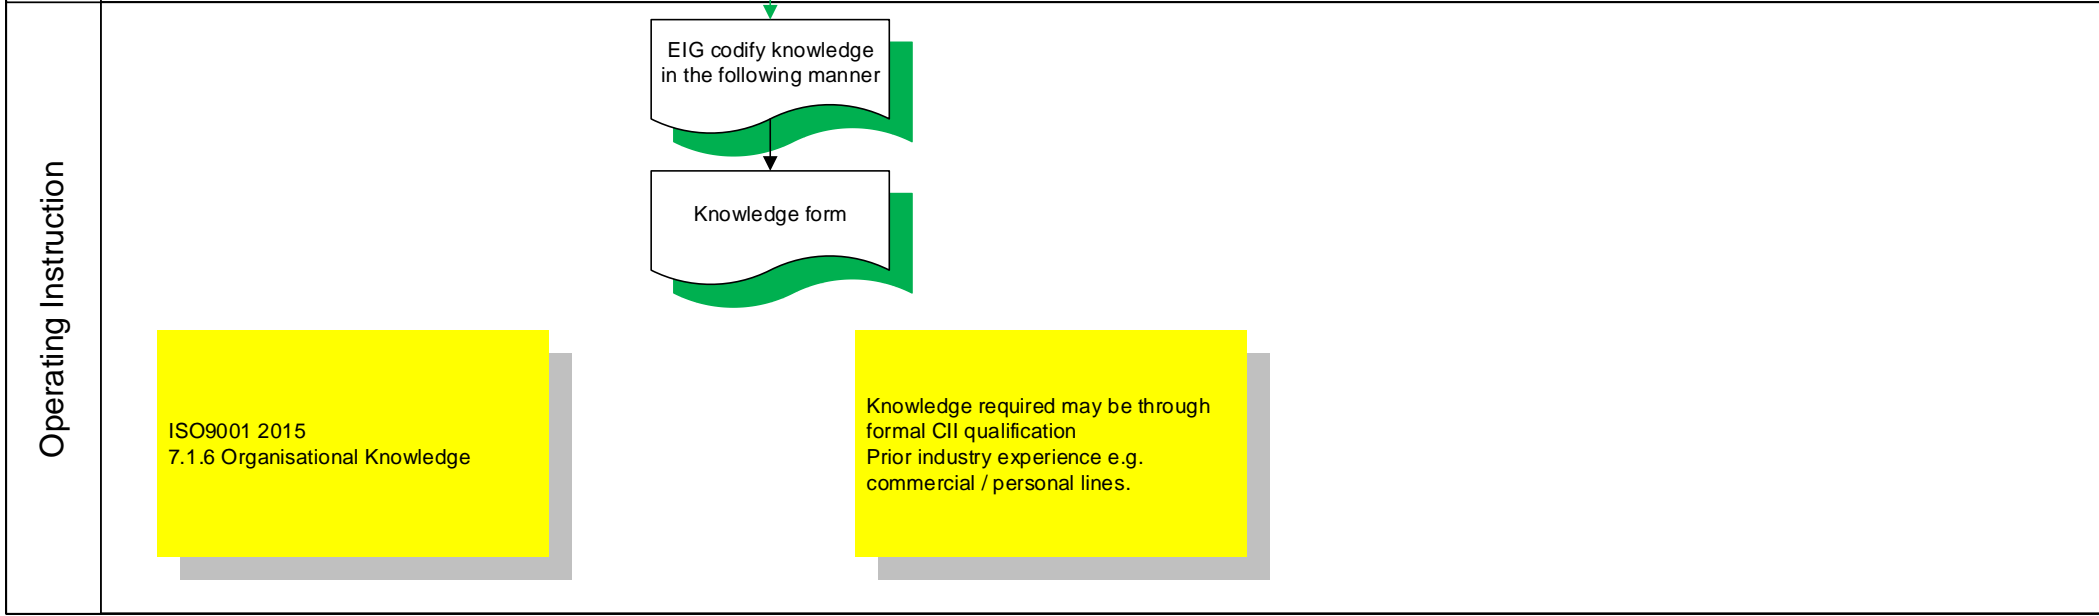 Operating Instruction
EIG codify knowledge
in the following manner
Knowledge form
ISO9001 2015
7.1.6 Organisational Knowledge
Knowledge required may be through
formal CII qualification
Prior industry experience e.g.
commercial / personal lines.